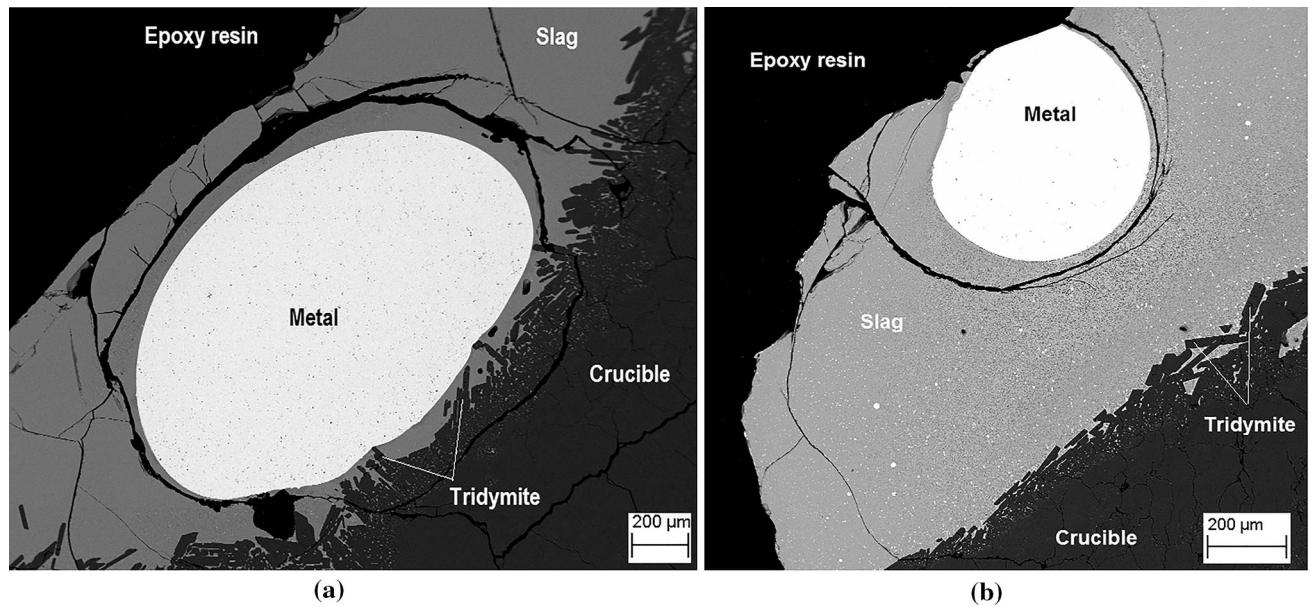 Epoxy resin
Slag
Metal
Crucible
Tridymite
200 µm
(a)
Epoxy resin
Metal
Slag
Tridymite
Crucible
200 µm
(b)